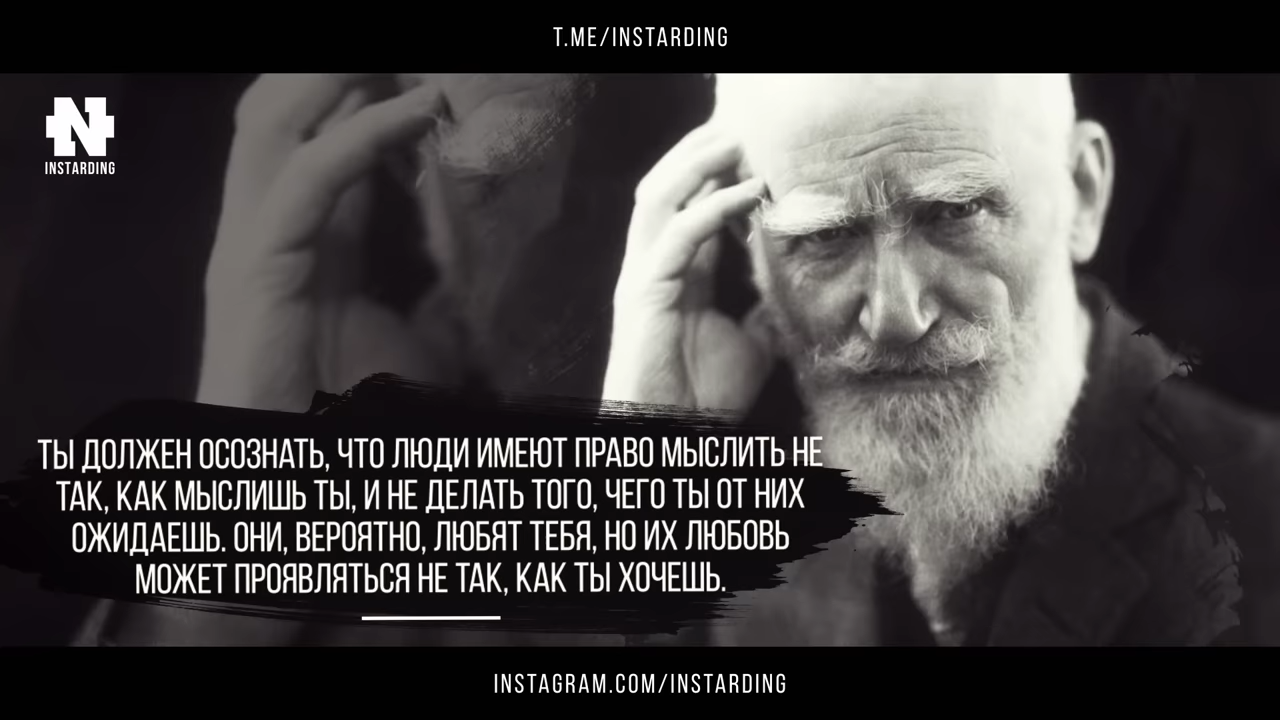 T.ME/INSTARDING
N
INSTARDING
ТЫ ДОЛЖЕН ОСОЗНАТЬ, ЧТО ЛЮДИ ИМЕЮТ ПРАВО МЫСЛИТЬ НЕ
ТАК, КАК МЫСЛИШЬ ТЫ, И НЕ ДЕЛАТЬ ТОГО, ЧЕГО ТЫ ОТ НИХ
ОЖИДАЕШЬ. ОНИ, ВЕРОЯТНО, ЛЮБЯТ ТЕБЯ, НО ИХ ЛЮБОВЬ
МОЖЕТ ПРОЯВЛЯТЬСЯ НЕ ТАК, КАК ТЫ ХОЧЕШЬ.
INSTAGRAM.COM/INSTARDING